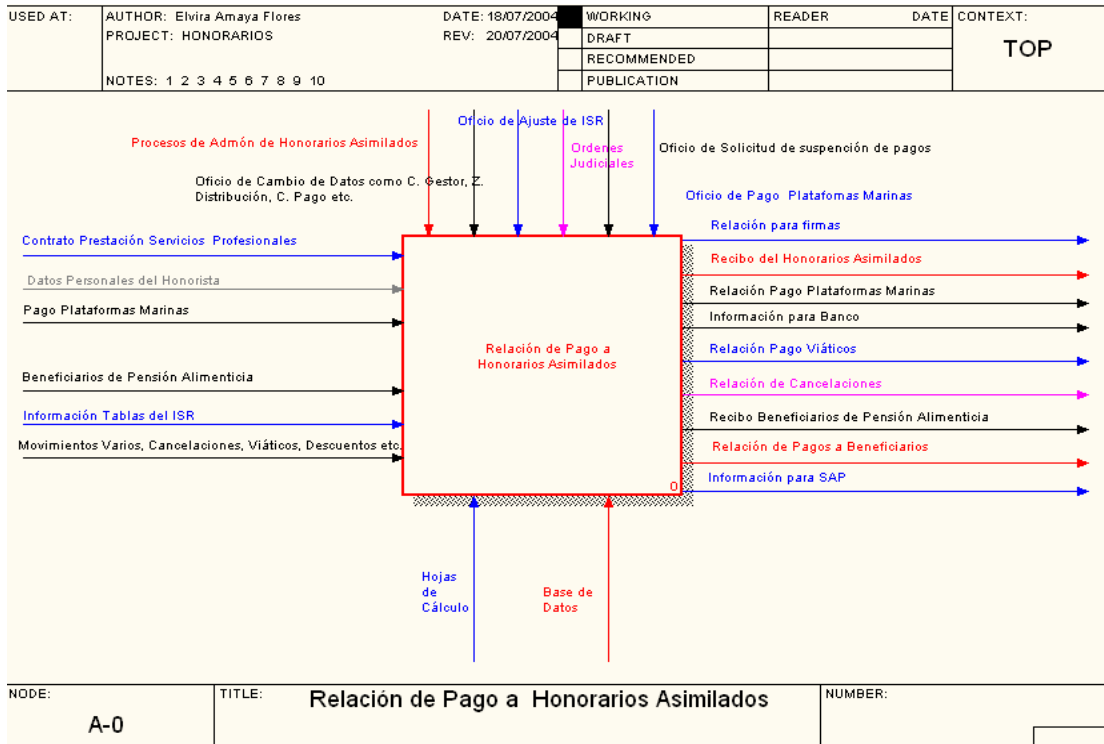 USED AT:
AUTHOR: Elvira Amaya Flores
DATE: 18/07/2004
PROJECT: HONORARIOS
REV: 20/07/2004
NOTES: 1 2 3 4 5 6 7 8 9 10
WORKING
DRAFT
RECOMMENDED
PUBLICATION
READER
DATE
CONTEXT:
TOP
Oficio de Ajuste de ISR
Procesos de Admón de Honorarios Asimilados
Ordenes
Judiciales
Oficio de Solicitud de suspención de pagos
Oficio de Cambio de Datos como C. Gestor, Z.
Distribución, C. Pago etc.
Oficio de Pago Platafomas Marinas
Contrato Prestación Servicios Profesionales
Datos Personales del Honorista
Pago Plataformas Marinas
Beneficiarios de Pensión Alimenticia
Información Tablas del ISR
Movimientos Varios, Cancelaciones, Viáticos, Descuentos etc.
Relación de Pago a
Honorarios Asimilados
0
Relación para firmas
Recibo del Honorarios Asimilados
Relación Pago Plataformas Marinas
Información para Banco
Relación Pago Viáticos
Relación de Cancelaciones
Recibo Beneficiarios de Pensión Alimenticia
Relación de Pagos a Beneficiarios
Información para SAP
Hojas
de
Cálculo
Base de
Datos
NODE:
A-0
TITLE:
Relación de Pago a Honorarios Asimilados
NUMBER: